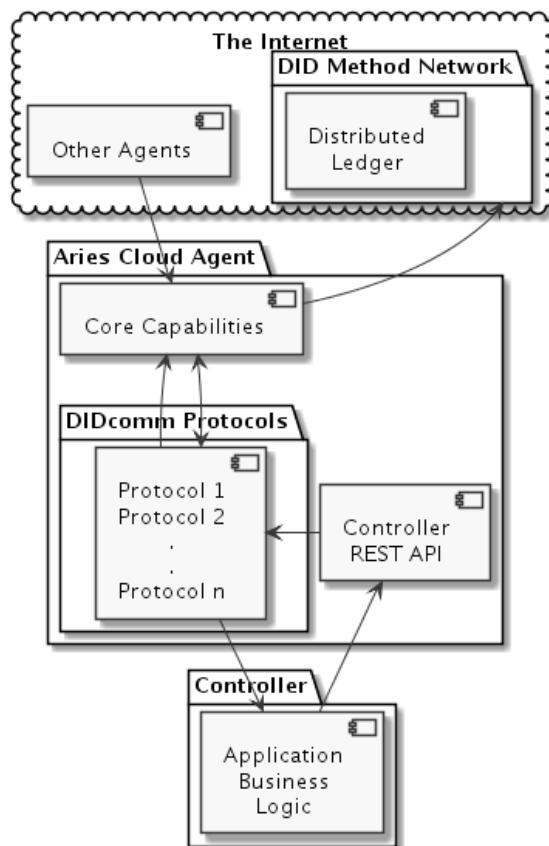 The Internet
DID Method Network
Other Agents
Distributed
Ledger
Aries Cloud Agent
Core Capabilities
DIDcomm Protocols
Protocol 1
Protocol 2
.
.
Protocol n
Controller
REST API
Controller
Application
Business
Logic